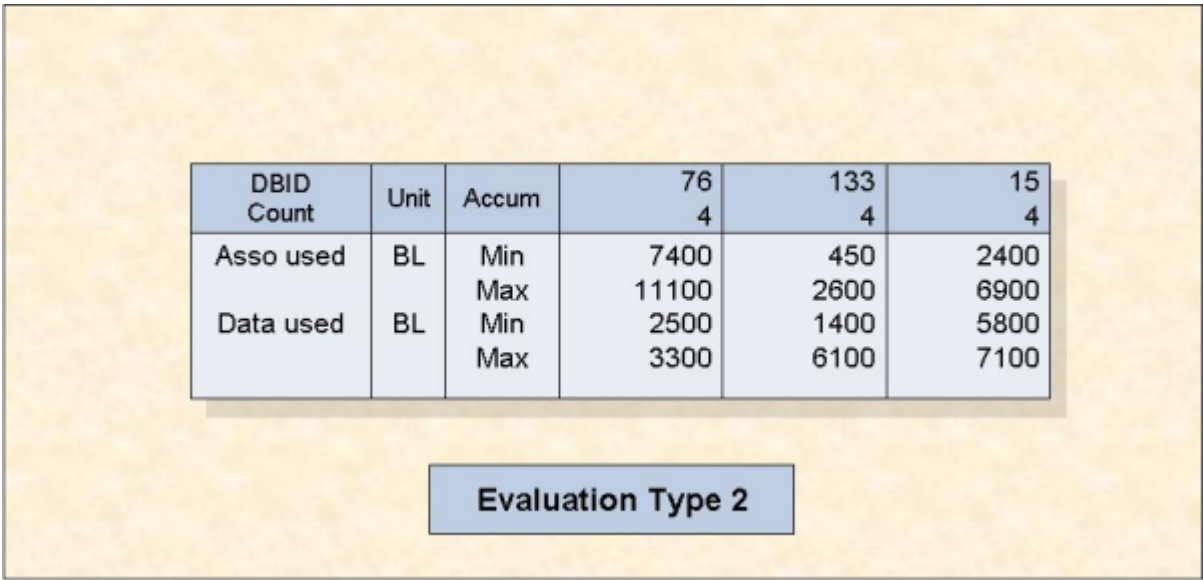 DBID Count Unit Accum 76 133 15
4 4 4
Asso used BL Min 7400 450 2400
Max 11100 2600 6900
Data used BL Min 2500 1400 5800
Max 3300 6100 7100
Evaluation Type 2